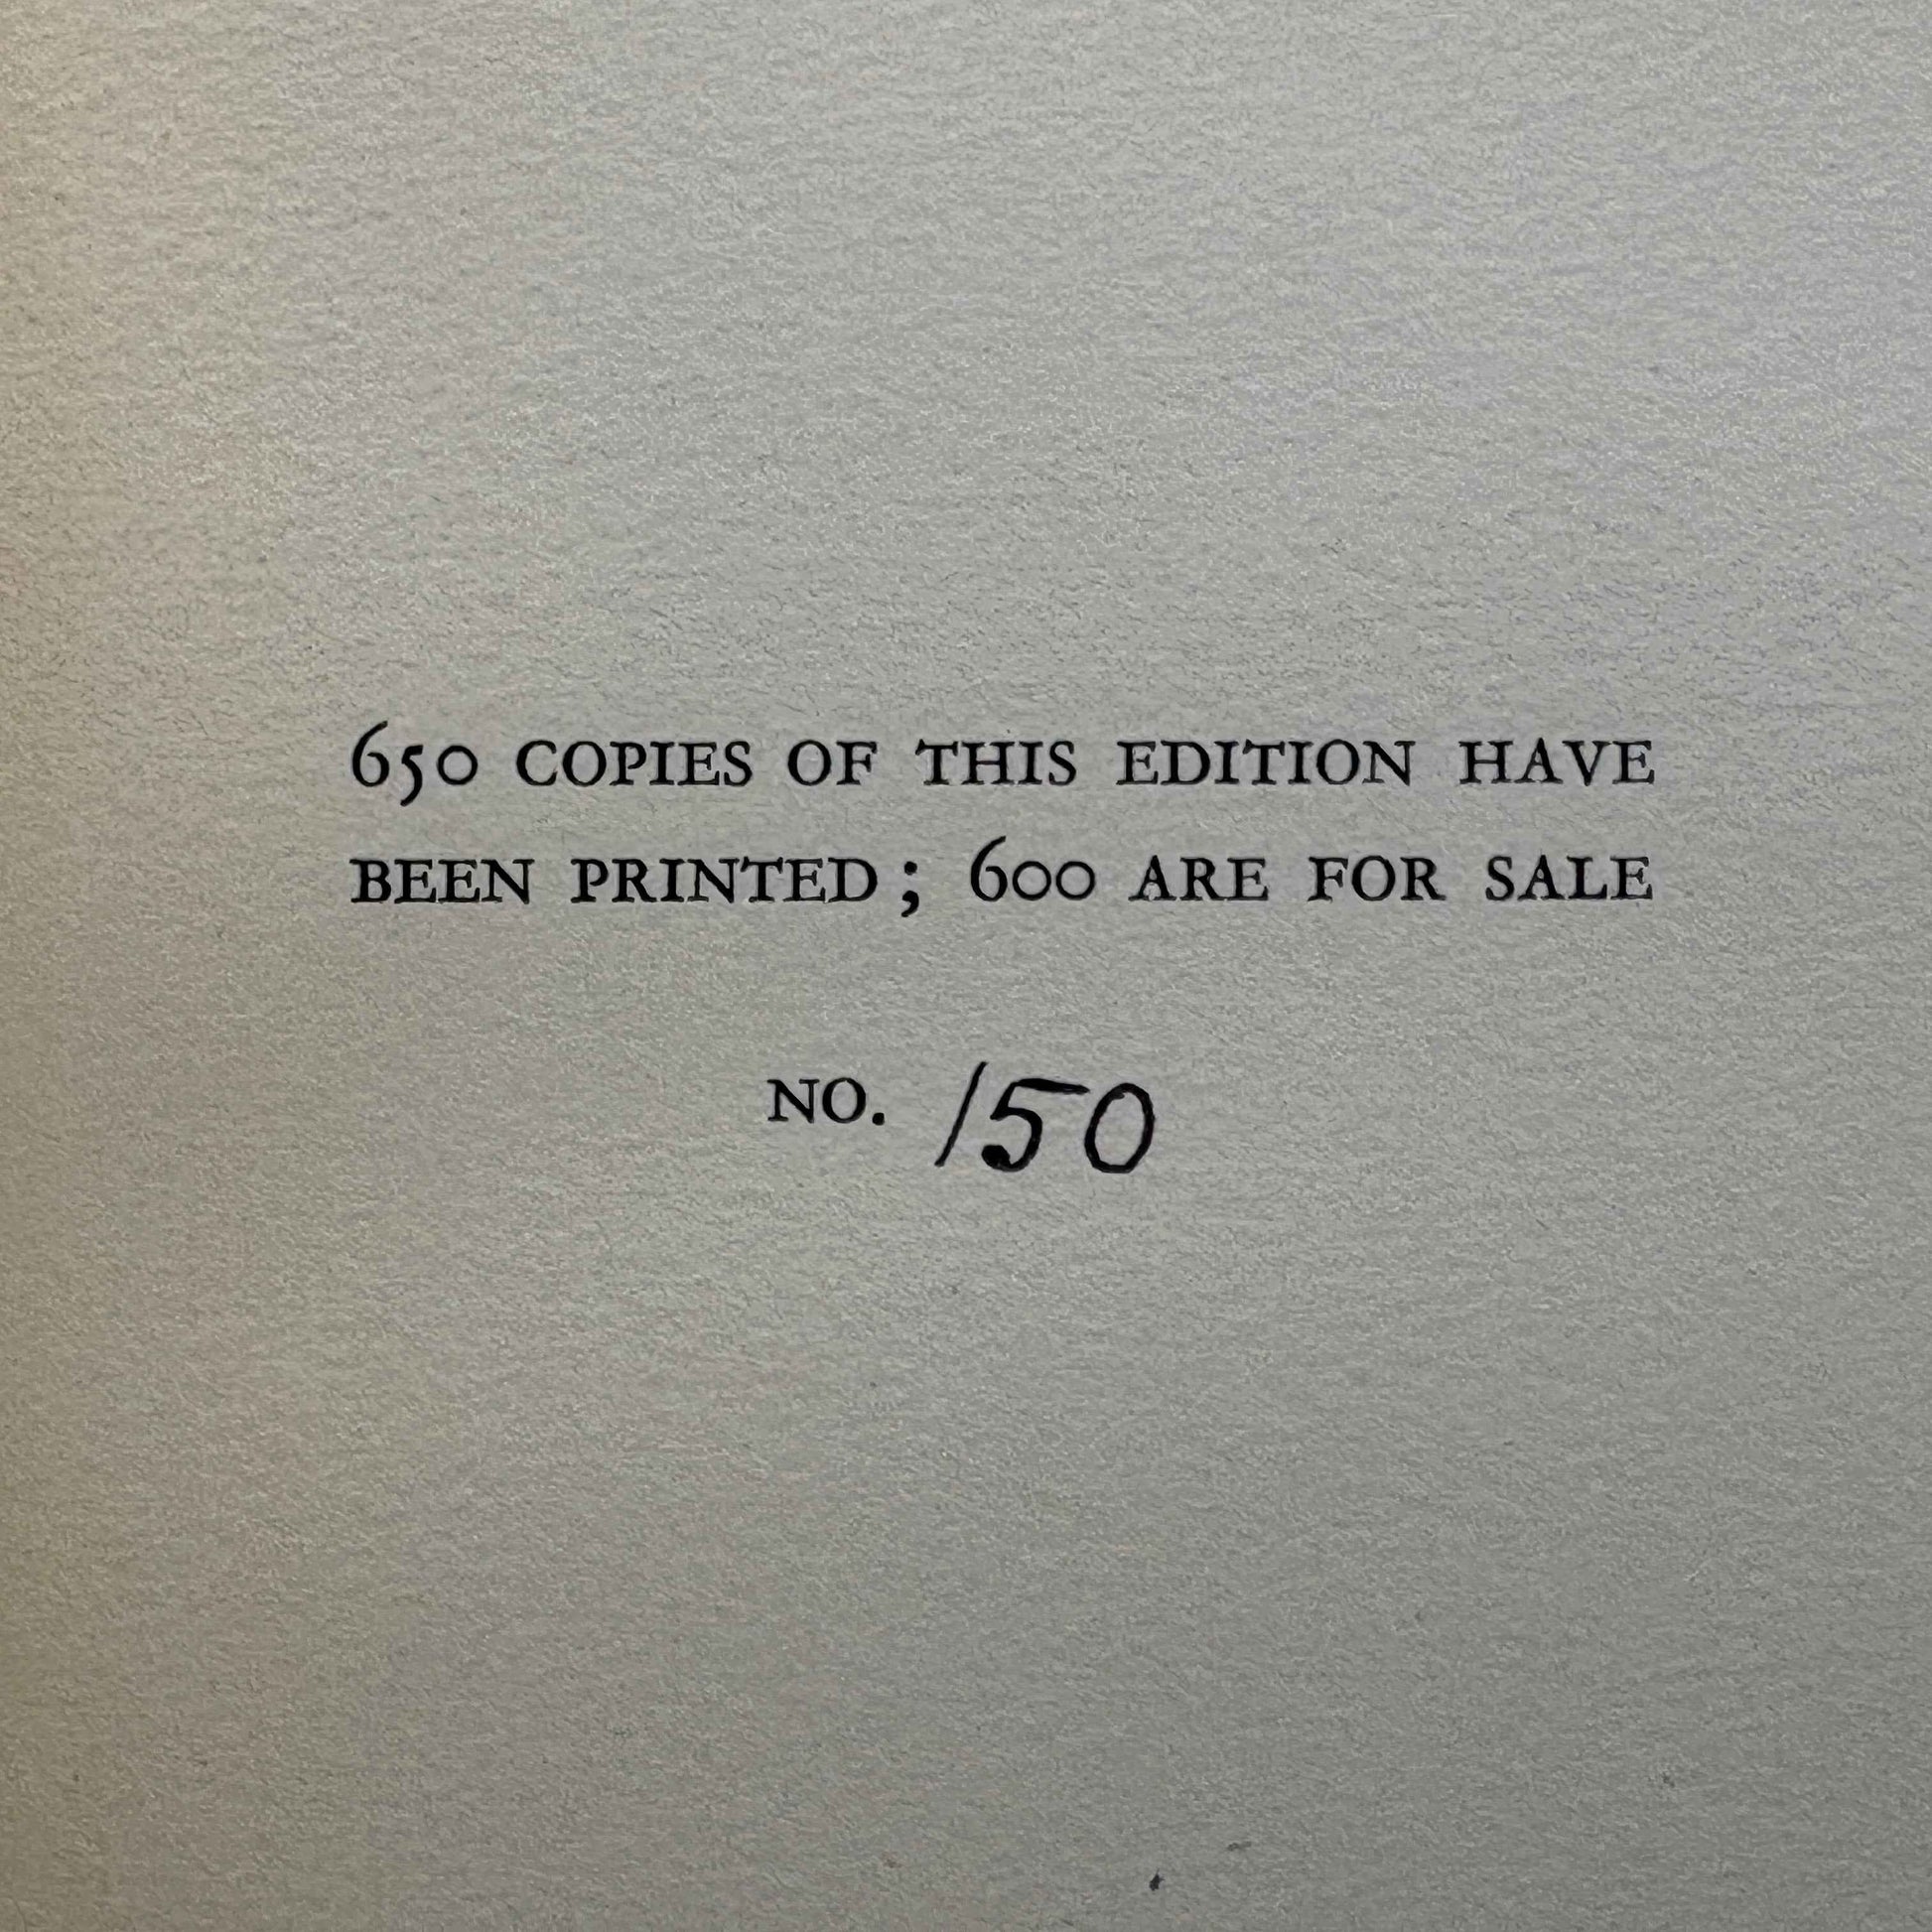 650 COPIES OF THIS EDITION HAVE
BEEN PRINTED; 600 ARE FOR SALE
NO. 150